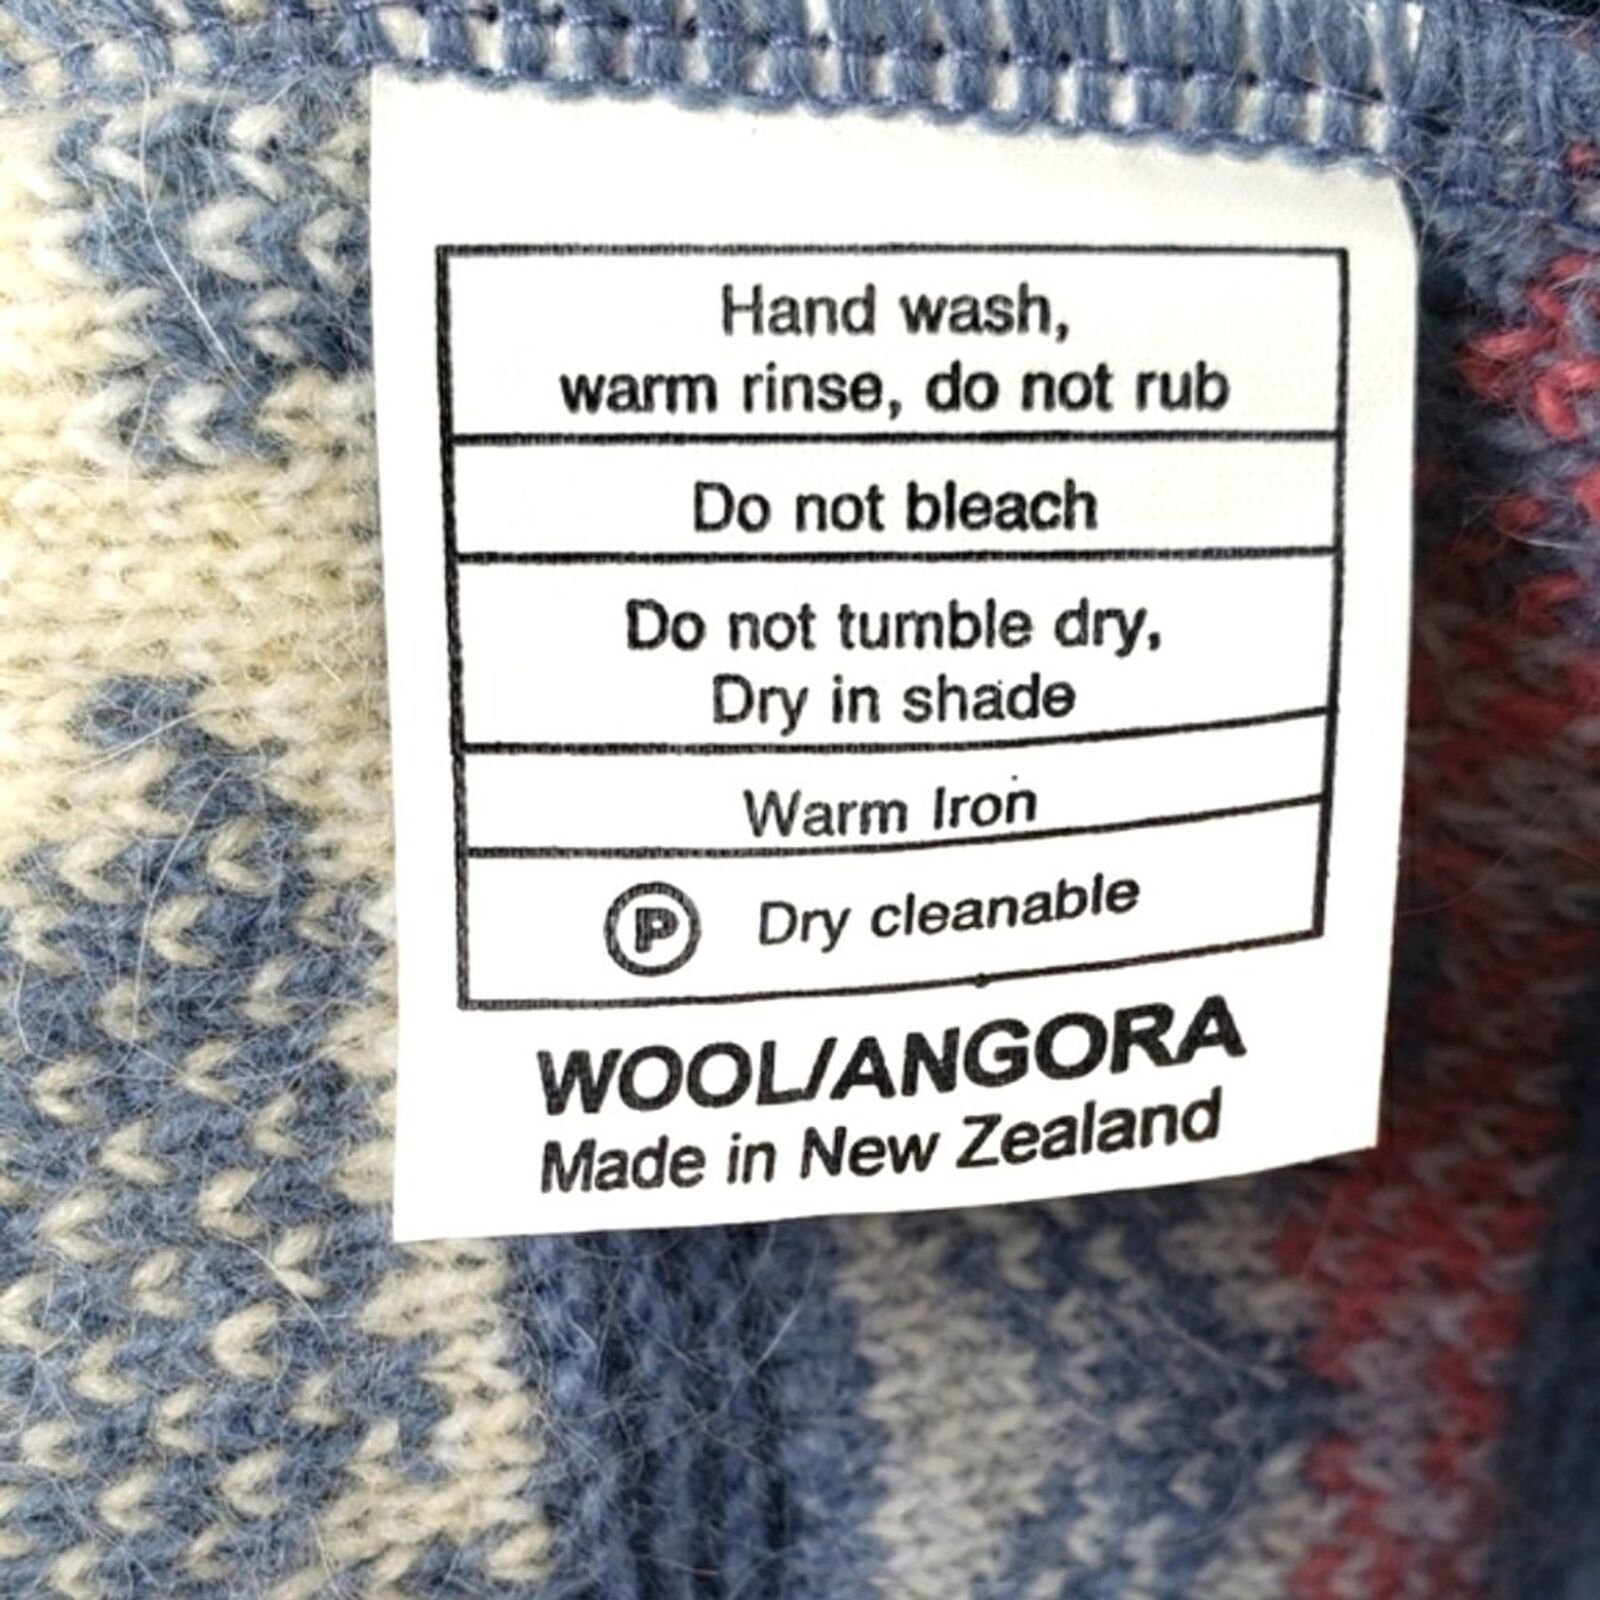 Hand wash,
warm rinse, do not rub
Do not bleach
Do not tumble dry,
Dry in shade
Warm Iron
P Dry cleanable
WOOL/ANGORA
Made in New Zealand